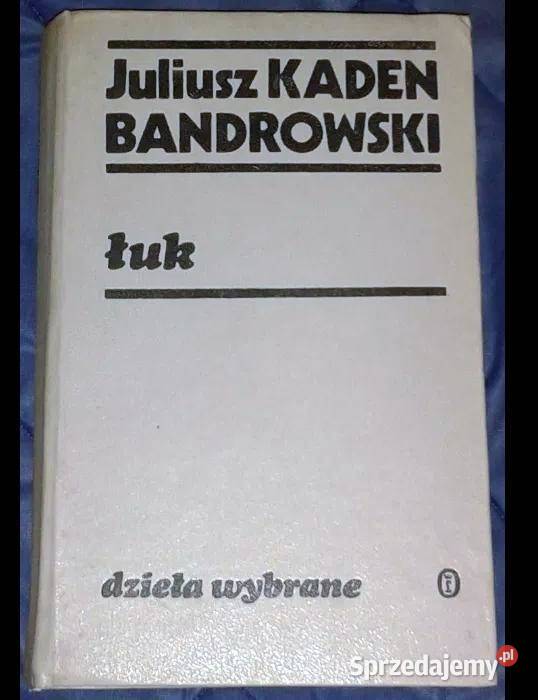 Juliusz KADEN
BANDROWSKI
łuk
dzieła wybrane
Sprzedajemy.pl